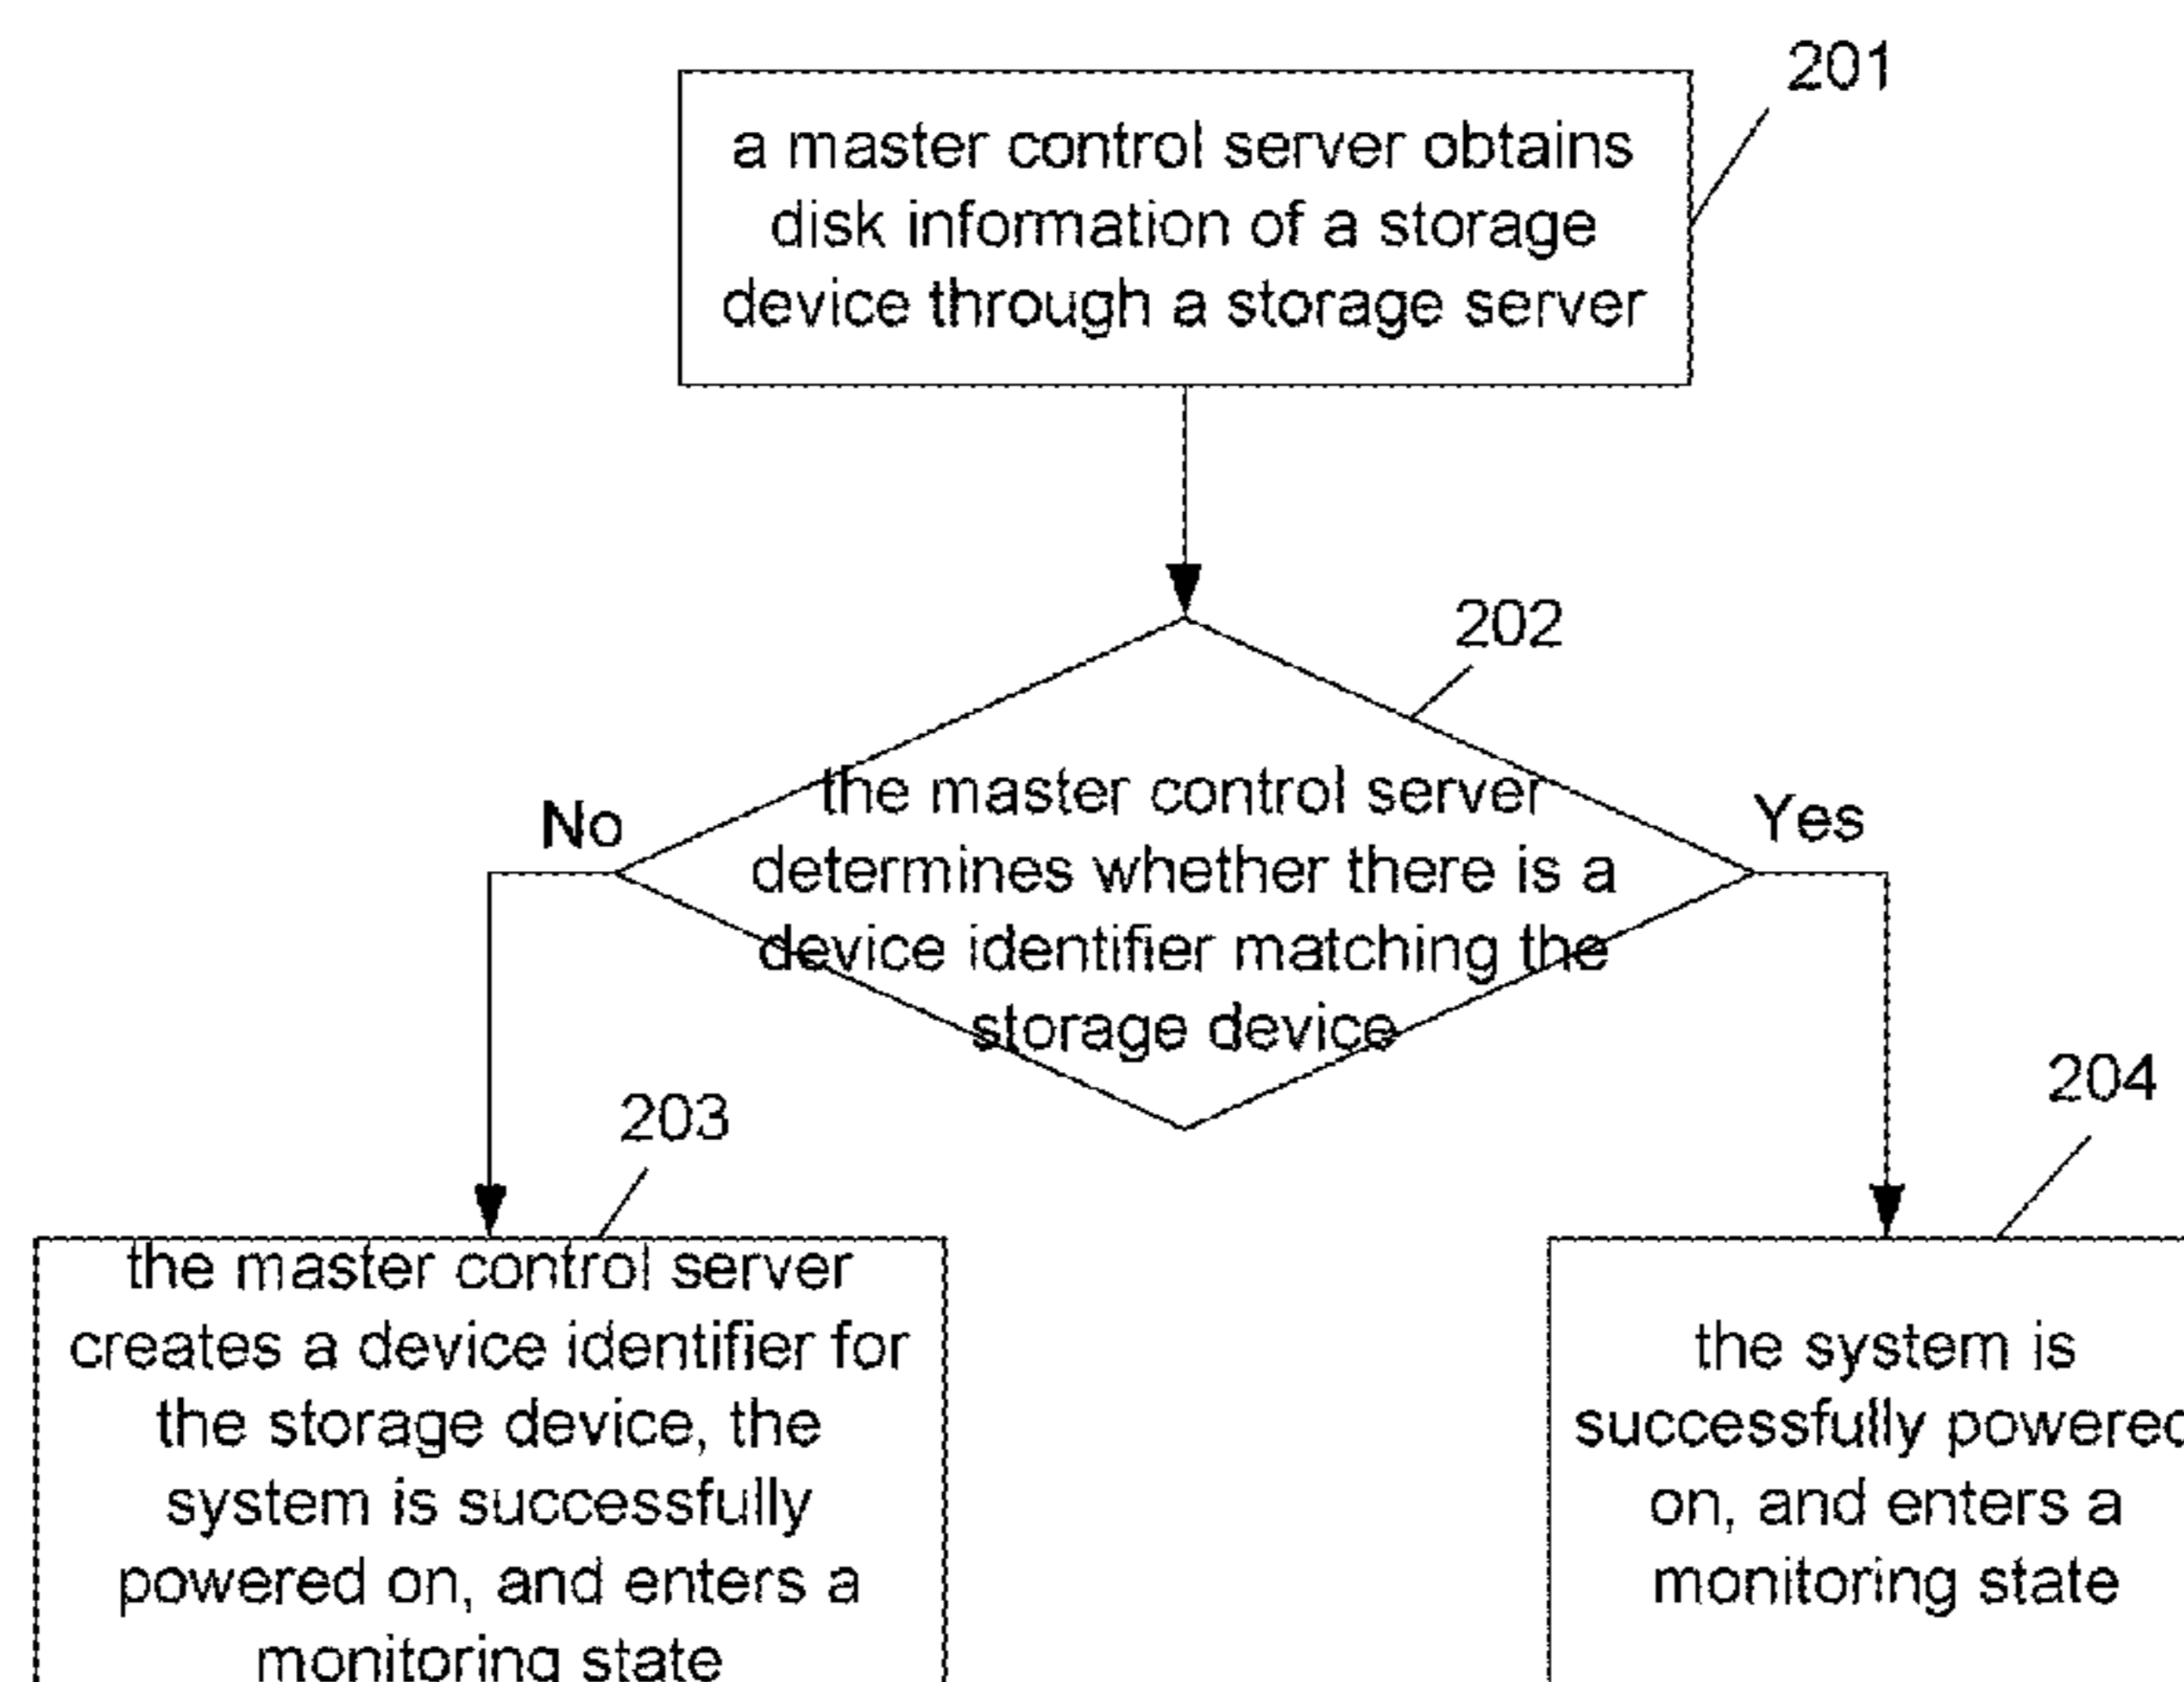 201
a master control server obtains
disk information of a storage
device through a storage server
202
the master control server
determines whether there is a
device identifier matching the
storage device
No
Yes
203
the master control server
creates a device identifier for
the storage device, the
system is successfully
powered on, and enters a
monitoring state
204
the system is
successfully powered
on, and enters a
monitoring state